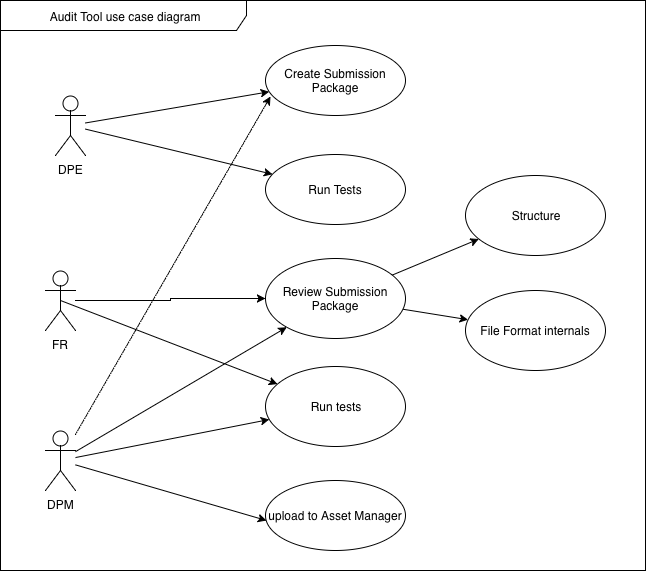 Audit Tool use case diagram
Create Submission
Package
DPE
Run Tests
Structure
Review Submission
Package
FR
File Format internals
Run tests
DPM
upload to Asset Manager